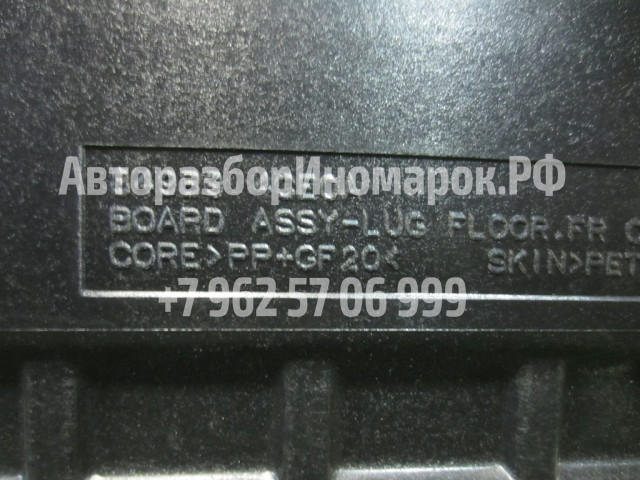 АвторазборИномарок.РФ
BOARD ASSY-LUG FLOOR.FR
CORE>PP+GF20< SKIN>PET
+7 962 57 06 999